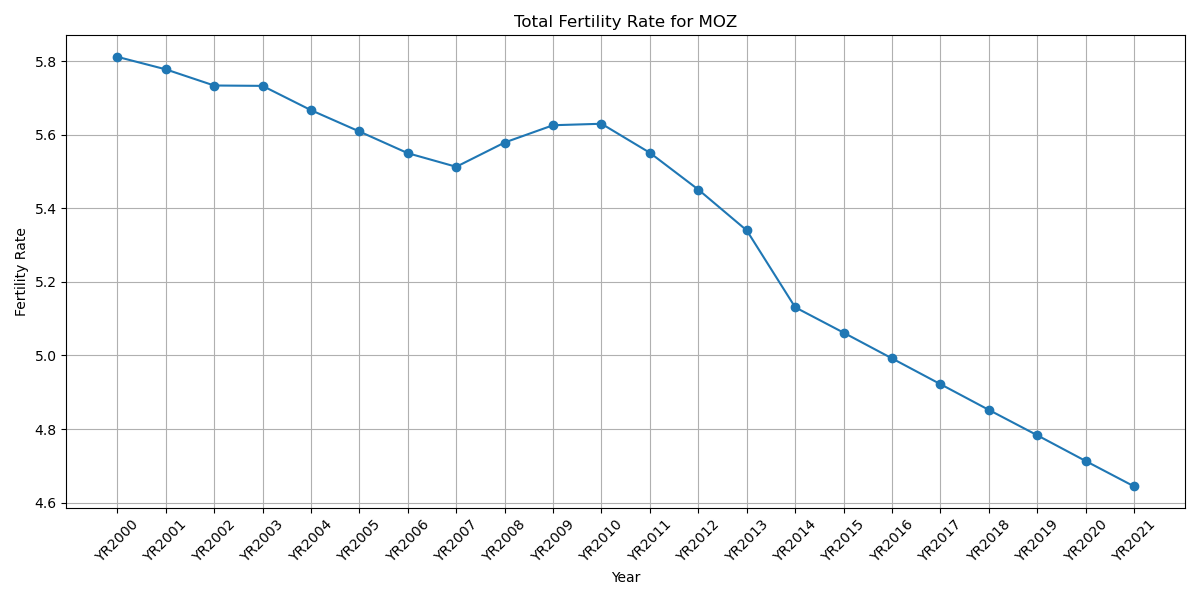 Total Fertility Rate for MOZ
Fertility Rate
5.8
5.6
5.4
5.2
5.0
4.8
4.6
YR2000
YR2001
YR2002
YR2003
YR2004
YR2005
YR2006
YR2007
YR2008
YR2009
YR2010
YR2011
YR2012
YR2013
YR2014
YR2015
YR2016
YR2017
YR2018
YR2019
YR2020
YR2021
Year